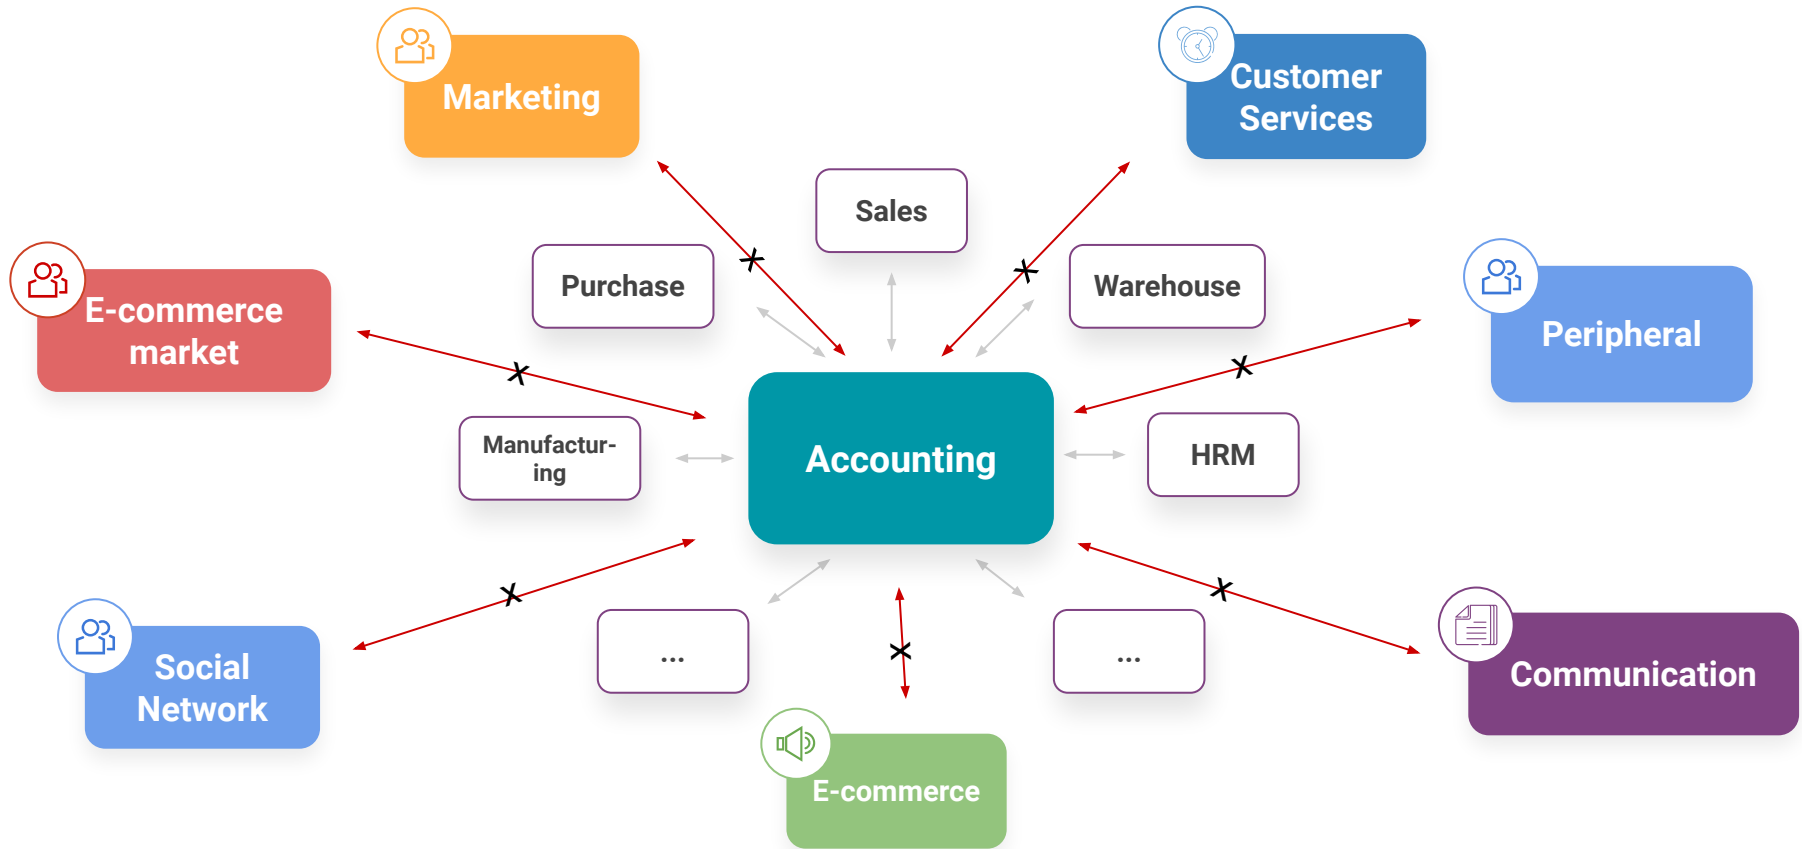 Marketing
Customer
Services
Sales
Purchase
Warehouse
E-commerce
market
Peripheral
X
X
X
X
Manufactur-
ing
Accounting
HRM
X
X
X
Social
Network
...
...
Communication
E-commerce